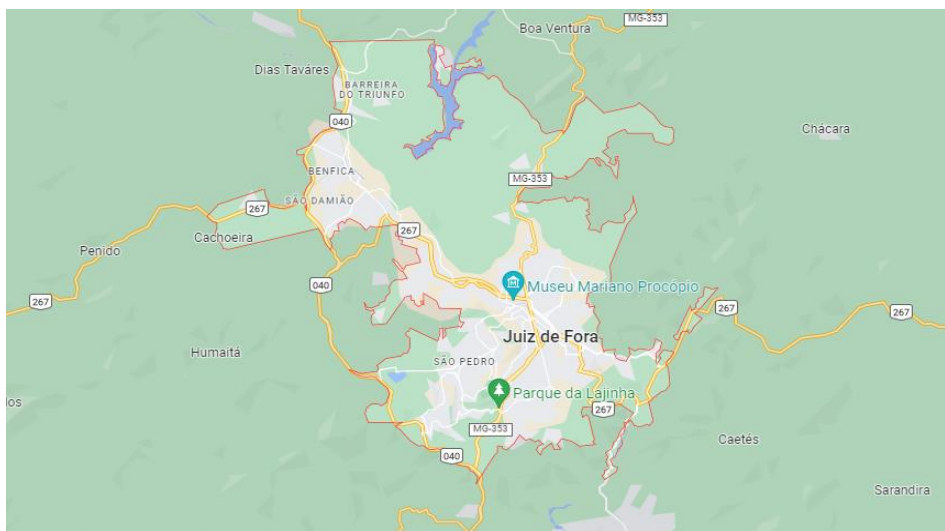 Boa Ventura
MG-353
Dias Taváres
BARREIRA
DO TRIUNFO
040
Chácara
BENFICA
MG-353
SÃO DAMIÃO
267
267
Cachoeira
Penido
040
Museu Mariano Procópio
267
267
267
Juiz de Fora
Humaitá
SÃO PEDRO
Parque da Lajinha
los
267
MG-353
Caetés
040
Sarandira